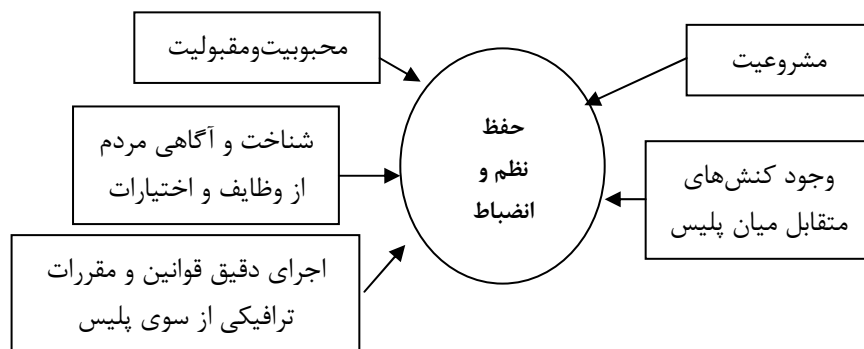 محبوبیت‌ومقبولیت
مشروعیت
شناخت و آگاهی مردم
از وظایف و اختیارات
حفظ
نظم و
انضباط
وجود کنش‌های
متقابل میان پلیس
اجرای دقیق قوانین و مقررات
ترافیکی از سوی پلیس